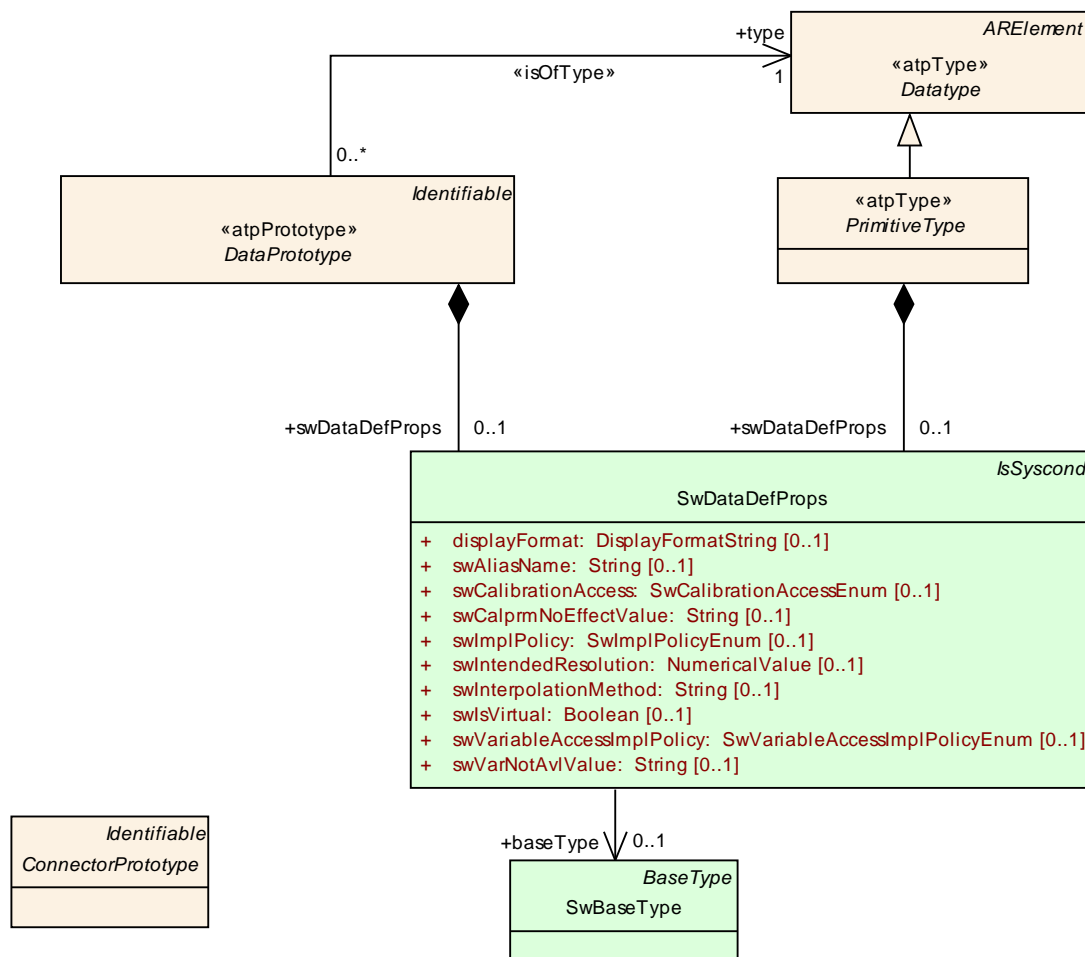 ARElement
+type
«atpType»
«isOfType»
1
Datatype
0..*
Identifiable
«atpPrototype»
DataPrototype
«atpType»
PrimitiveType
+swDataDefProps 0..1
+swDataDefProps 0..1
IsSyscond
SwDataDefProps
+ displayFormat: DisplayFormatString [0..1]
+ swAliasName: String [0..1]
+ swCalibrationAccess: SwCalibrationAccessEnum [0..1]
+ swCalprmNoEffectValue: String [0..1]
+ swImplPolicy: SwImplPolicyEnum [0..1]
+ swIntendedResolution: NumericalValue [0..1]
+ swInterpolationMethod: String [0..1]
+ swIsVirtual: Boolean [0..1]
+ swVariableAccessImplPolicy: SwVariableAccessImplPolicyEnum [0..1]
+ swVarNotAvlValue: String [0..1]
Identifiable
ConnectorPrototype
+baseType 0..1
BaseType
SwBaseType